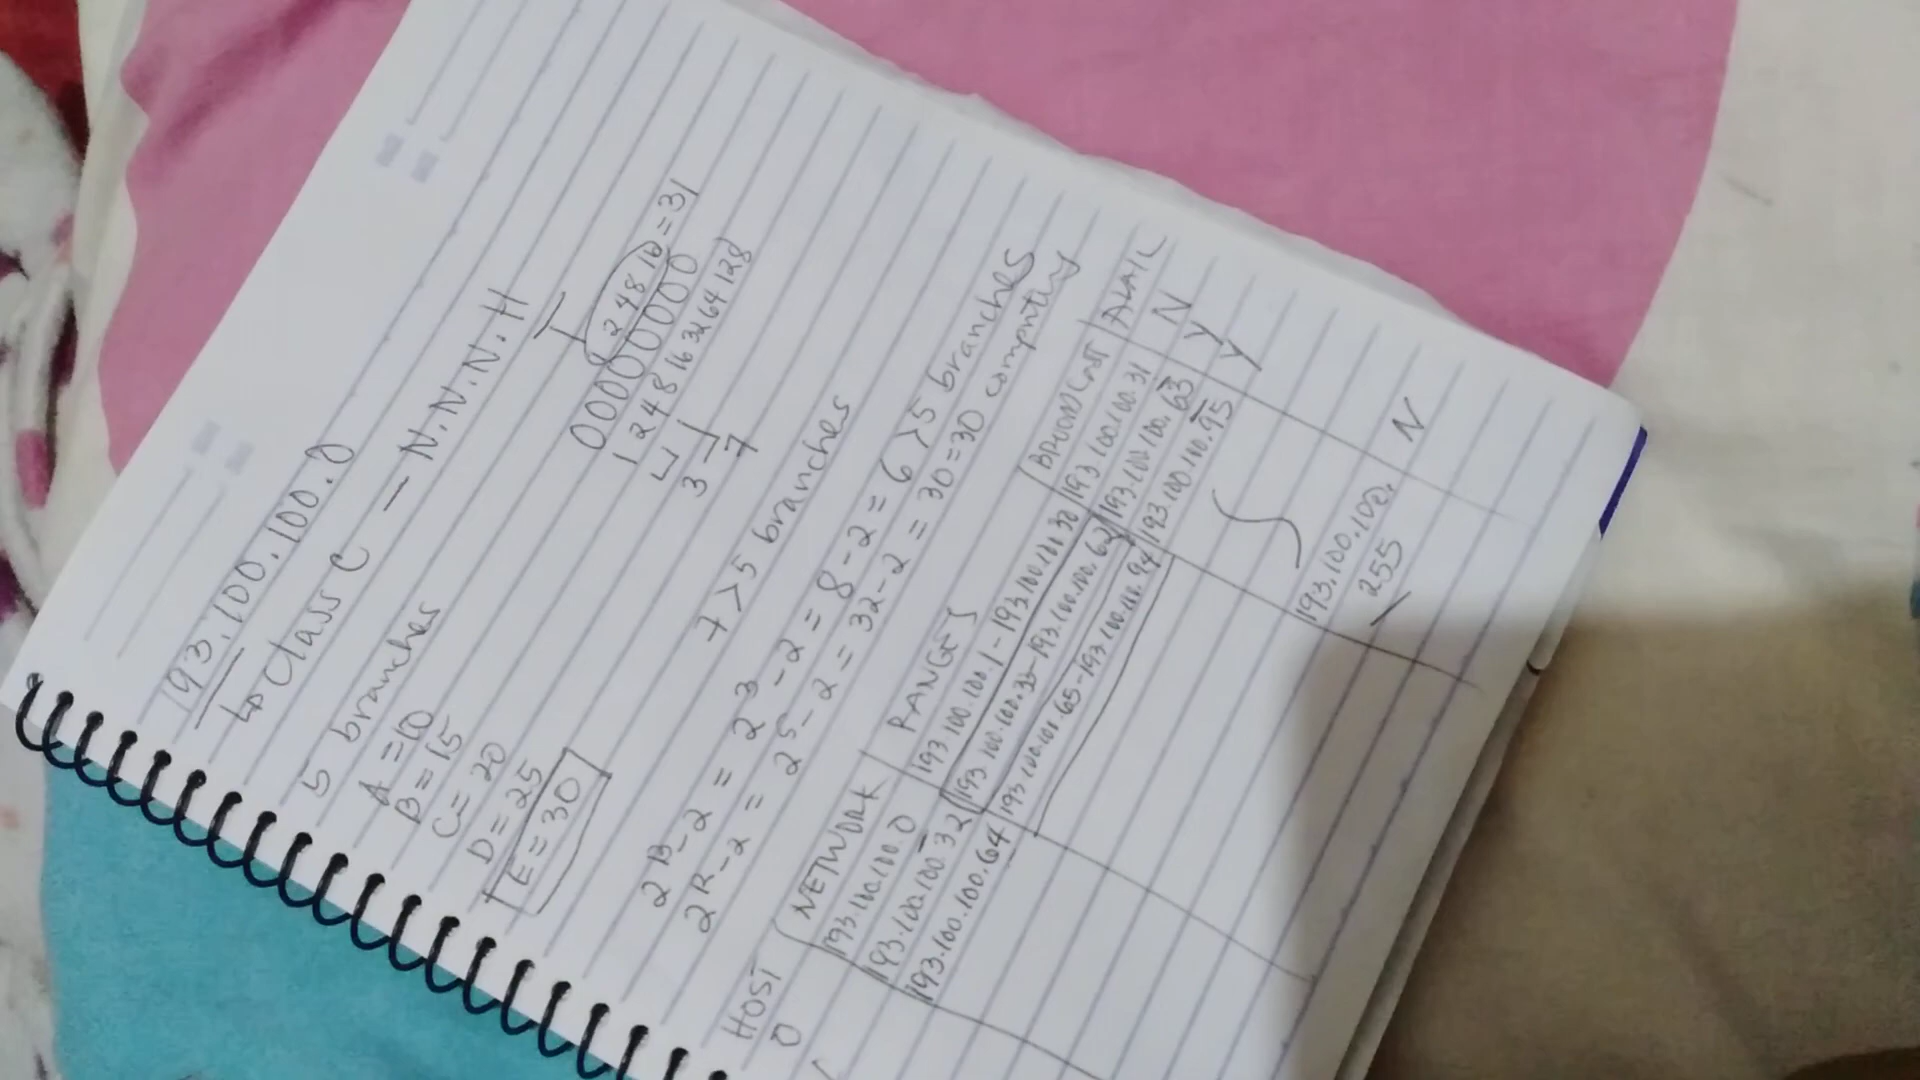 193.100.100.0
↳ Class C — N.N.N.H
5 branches
A = 10
B = 15
C = 20
D = 25
E = 30
1 2 4 8 16 = 31
00000000
1 2 4 8 16 32 64 128
3
7
7 > 5 branches
2^B - 2 = 2^3 - 2 = 8 - 2 = 6 > 5 branches
2^R - 2 = 2^5 - 2 = 32 - 2 = 30 = 30
HOST NETWORK RANGES AVAIL
0 193.100.100.0 193.100.100.1 - 193.100.100.30 193.100.100.31 N
193.100.100.32 193.100.100.33 - 193.100.100.62 193.100.100.63 Y
193.100.100.64 193.100.100.65 - 193.100.100.94 193.100.100.95 Y
193.100.100. N
255